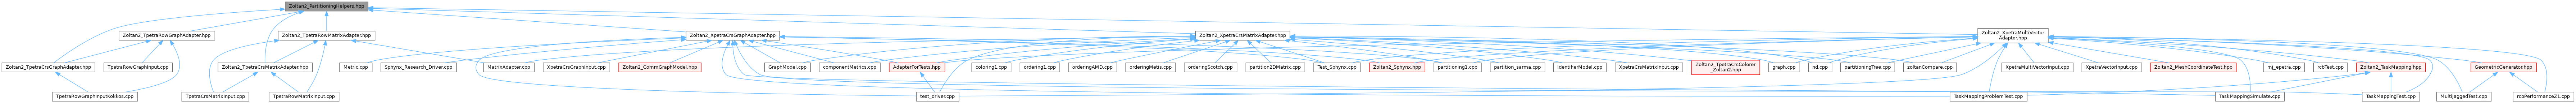 Zoltan2_PartitioningHelpers.hpp
Zoltan2_TpetraRowGraphAdapter.hpp
Zoltan2_TpetraRowMatrixAdapter.hpp
Zoltan2_XpetraCrsGraphAdapter.hpp
Zoltan2_XpetraCrsMatrixAdapter.hpp
Zoltan2_XpetraMultiVector
Adapter.hpp
Zoltan2_TpetraCrsGraphAdapter.hpp
TpetraRowGraphInput.cpp
Zoltan2_TpetraCrsMatrixAdapter.hpp
Metric.cpp
Sphynx_Research_Driver.cpp
MatrixAdapter.cpp
XpetraCrsGraphInput.cpp
Zoltan2_CommGraphModel.hpp
GraphModel.cpp
componentMetrics.cpp
AdapterForTests.hpp
coloring1.cpp
ordering1.cpp
orderingAMD.cpp
orderingMetis.cpp
orderingScotch.cpp
partition2DMatrix.cpp
Test_Sphynx.cpp
Zoltan2_Sphynx.hpp
partitioning1.cpp
partition_sarma.cpp
IdentifierModel.cpp
XpetraCrsMatrixInput.cpp
Zoltan2_TpetraCrsColorer
_Zoltan2.hpp
graph.cpp
nd.cpp
partitioningTree.cpp
zoltanCompare.cpp
XpetraMultiVectorInput.cpp
XpetraVectorInput.cpp
Zoltan2_MeshCoordinateTest.hpp
mj_epetra.cpp
rcbTest.cpp
Zoltan2_TaskMapping.hpp
GeometricGenerator.hpp
TpetraRowGraphInputKokkos.cpp
TpetraCrsMatrixInput.cpp
TpetraRowMatrixInput.cpp
test_driver.cpp
TaskMappingProblemTest.cpp
TaskMappingSimulate.cpp
TaskMappingTest.cpp
MultiJaggedTest.cpp
rcbPerformanceZ1.cpp